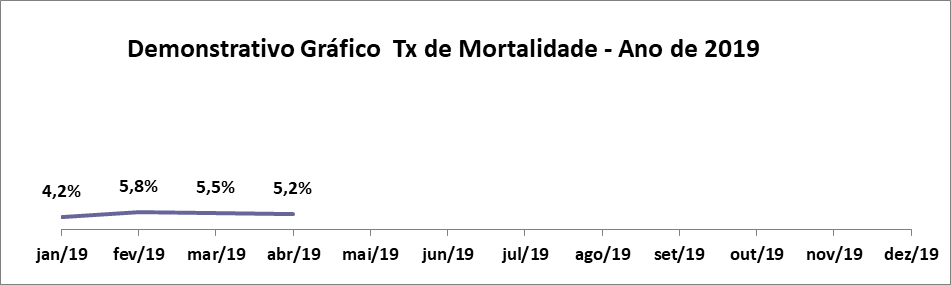 Demonstrativo Gráfico  Tx de Mortalidade - Ano de 2019
4,2% 5,8% 5,5% 5,2%
jan/19 fev/19 mar/19 abr/19 mai/19 jun/19 jul/19 ago/19 set/19 out/19 nov/19 dez/19